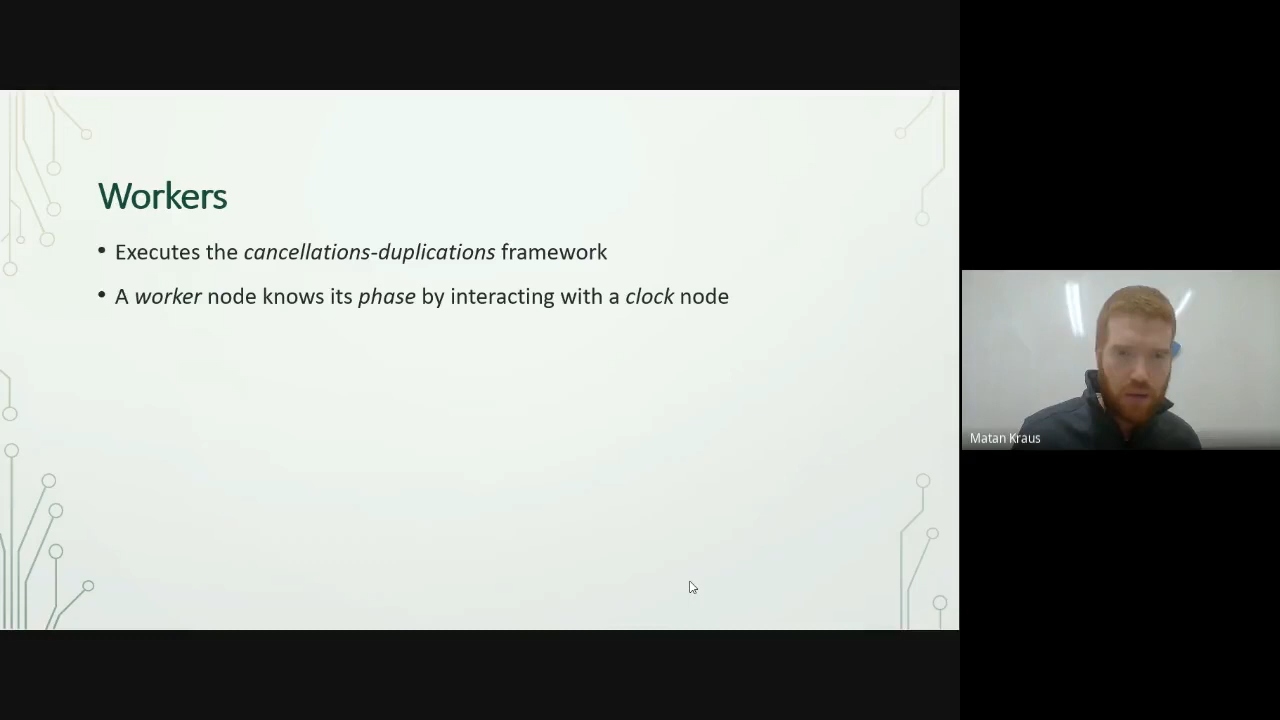 Workers
• Executes the cancellations-duplications framework
• A worker node knows its phase by interacting with a clock node
Matan Kraus